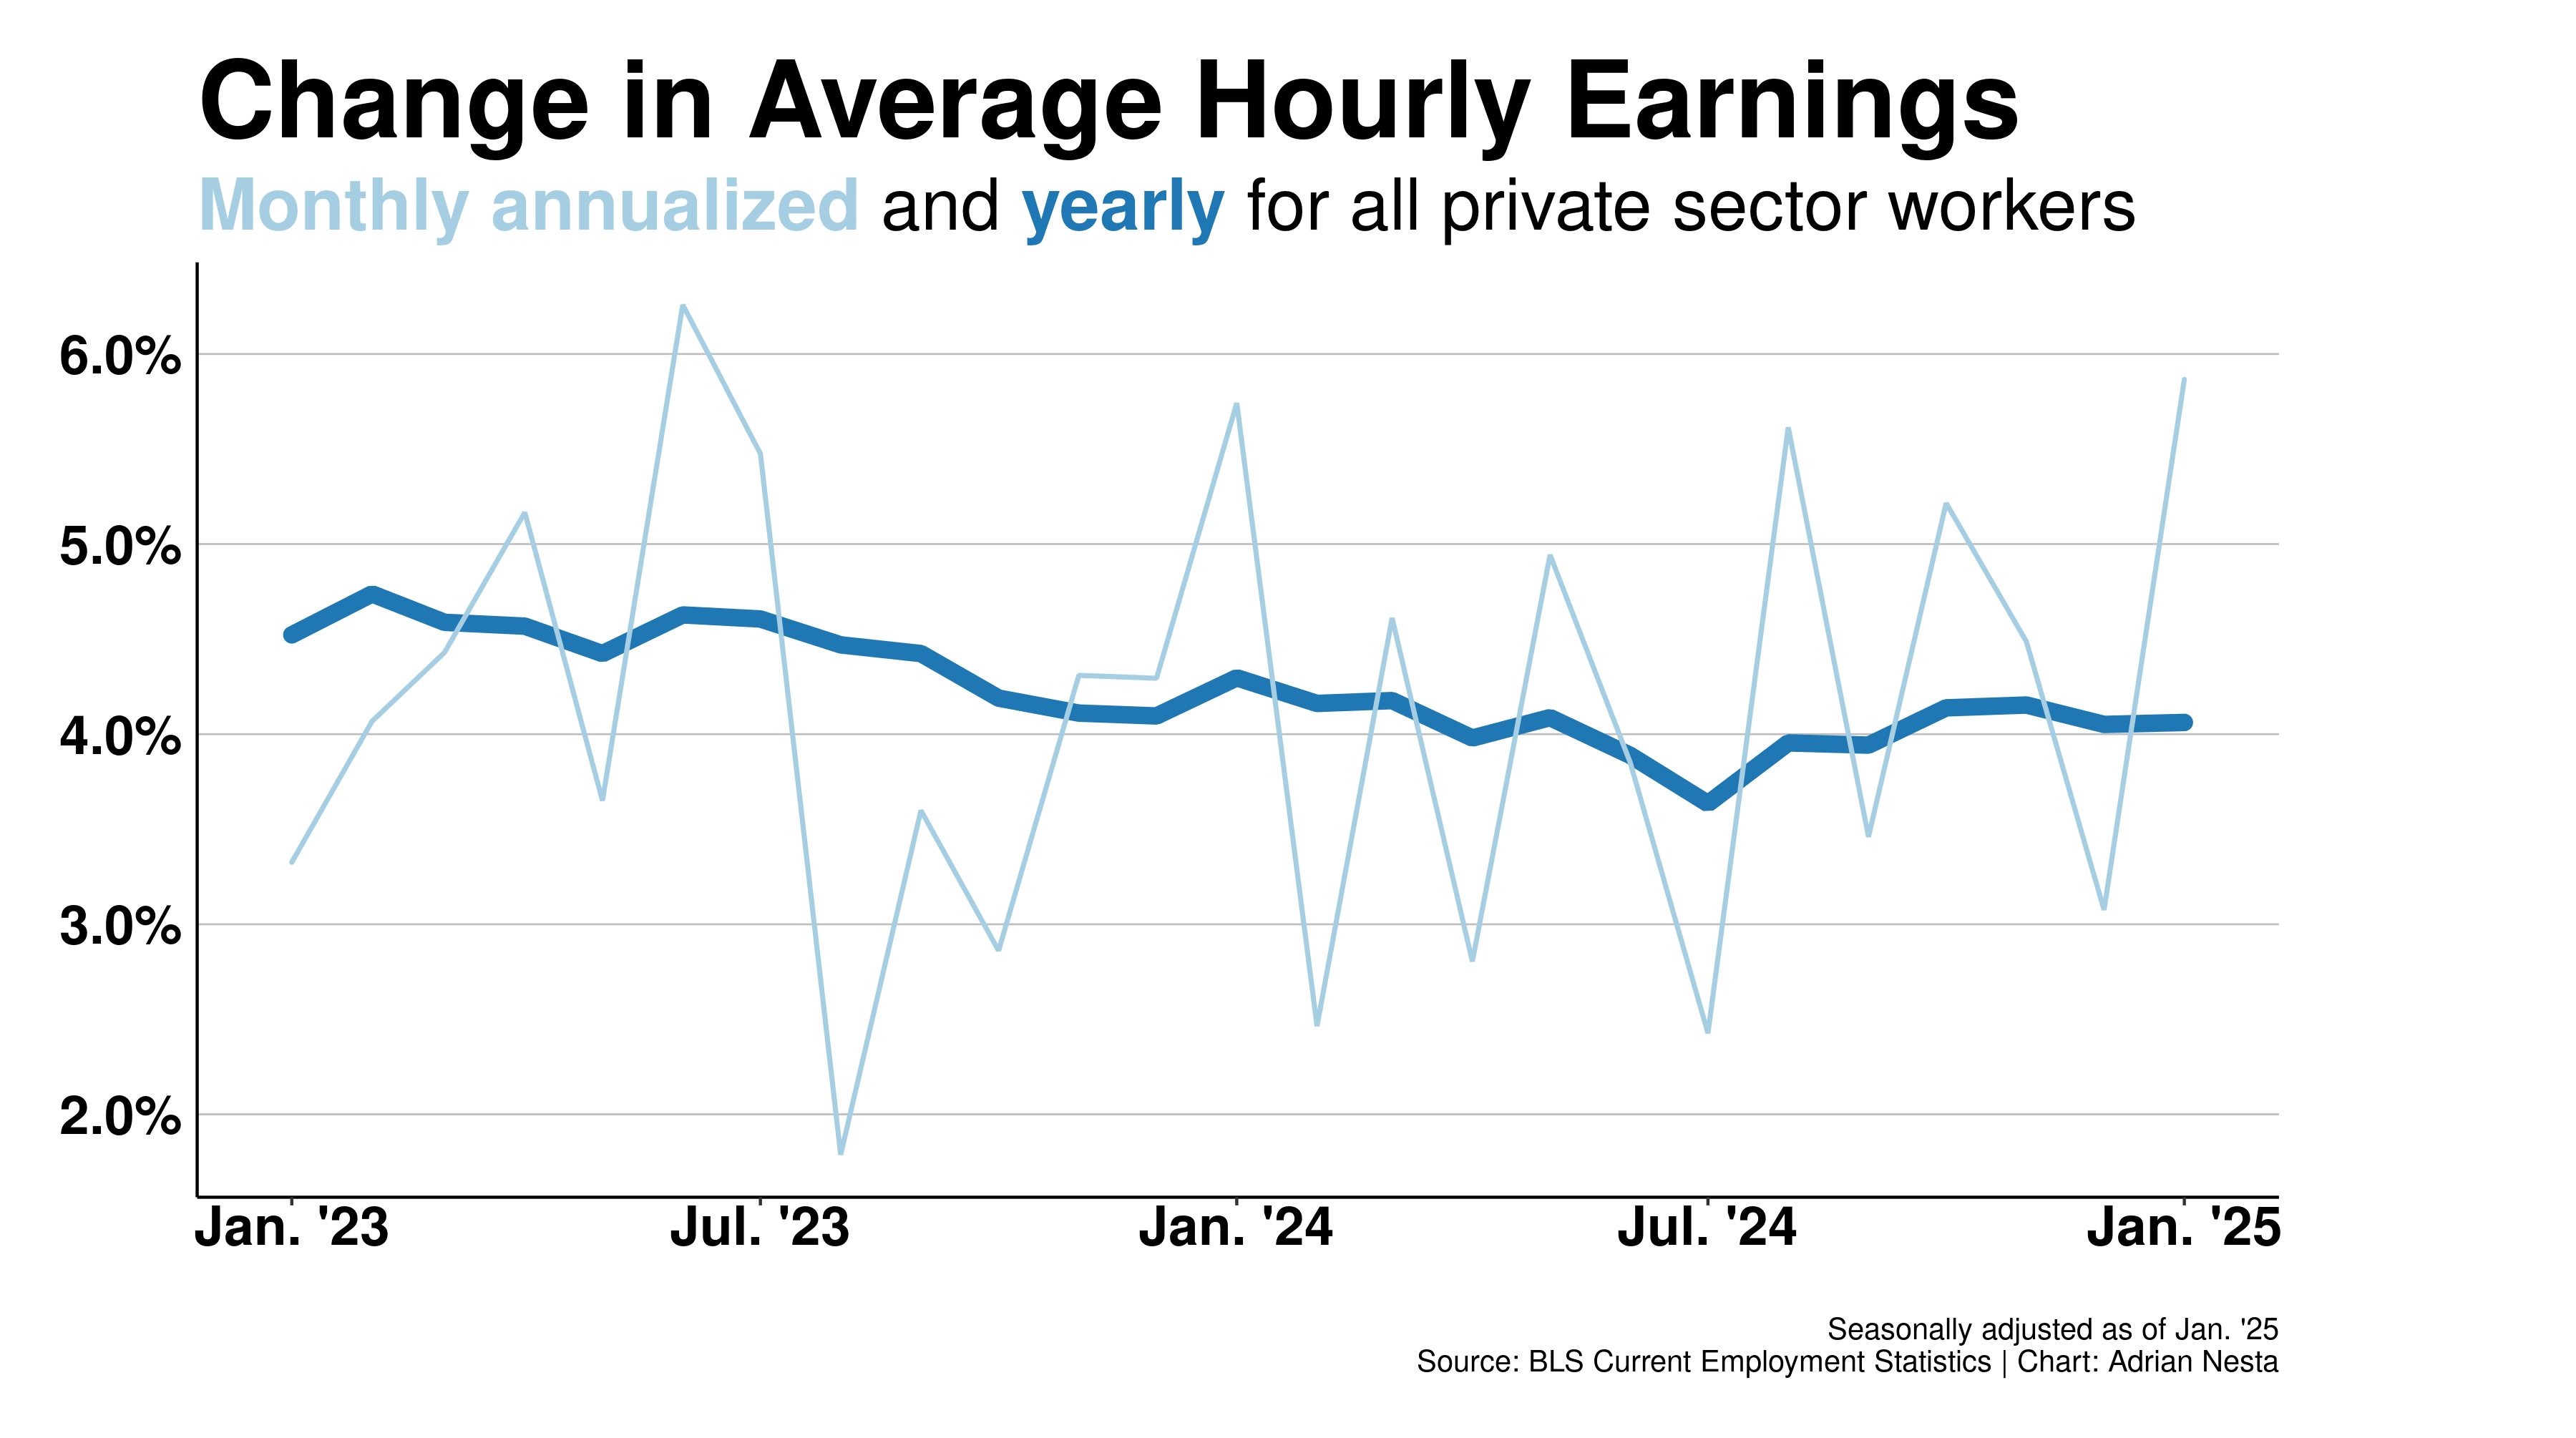 Change in Average Hourly Earnings
Monthly annualized and yearly for all private sector workers
6.0%
5.0%
4.0%
3.0%
2.0%
Jan. '23 Jul. '23 Jan. '24 Jul. '24 Jan. '25
Seasonally adjusted as of Jan. '25
Source: BLS Current Employment Statistics | Chart: Adrian Nesta